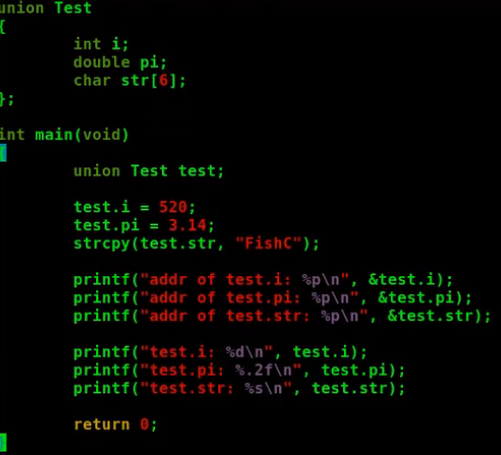 union Test
{
        int i;
        double pi;
        char str[6];
};
int main(void)
{
        union Test test;
        test.i = 520;
        test.pi = 3.14;
        strcpy(test.str, "FishC");
        printf("addr of test.i: %p\n", &test.i);
        printf("addr of test.pi: %p\n", &test.pi);
        printf("addr of test.str: %p\n", &test.str);
        printf("test.i: %d\n", test.i);
        printf("test.pi: %.2f\n", test.pi);
        printf("test.str: %s\n", test.str);
        return 0;
}